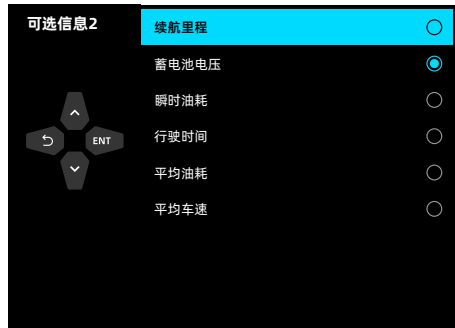 可选信息2
续航里程
蓄电池电压
瞬时油耗
行驶时间
平均油耗
平均车速
ENT